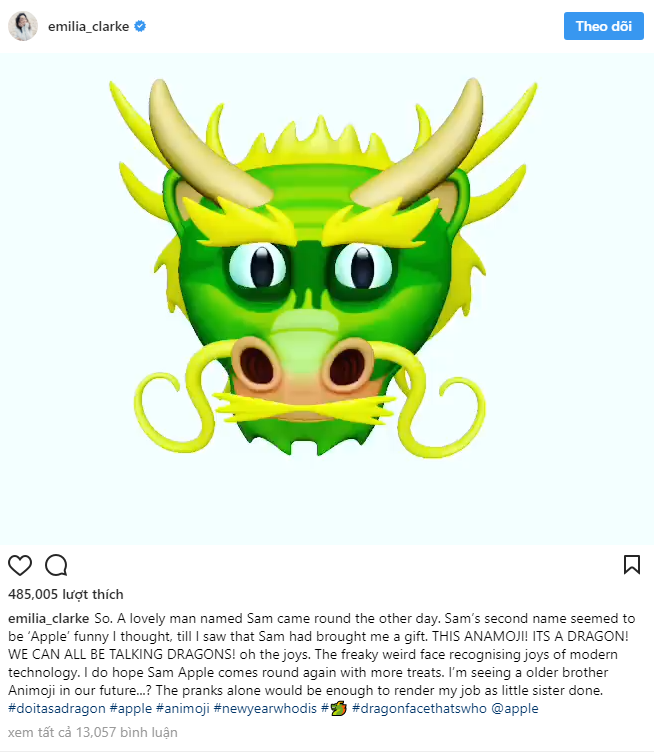 emilia_clarke
Theo dõi
485,005 lượt thích
emilia_clarke So. A lovely man named Sam came round the other day. Sam's second name seemed to
be 'Apple' funny I thought, till I saw that Sam had brought me a gift. THIS ANAMOJI! ITS A DRAGON!
WE CAN ALL BE TALKING DRAGONS! oh the joys. The freaky weird face recognising joys of modern
technology. I do hope Sam Apple comes round again with more treats. I'm seeing a older brother
Animoji in our future...? The pranks alone would be enough to render my job as little sister done.
#doitasadragon #apple #animoji #newyearwhodis #🐉 #dragonfacethatswho @apple
xem tất cả 13,057 bình luận